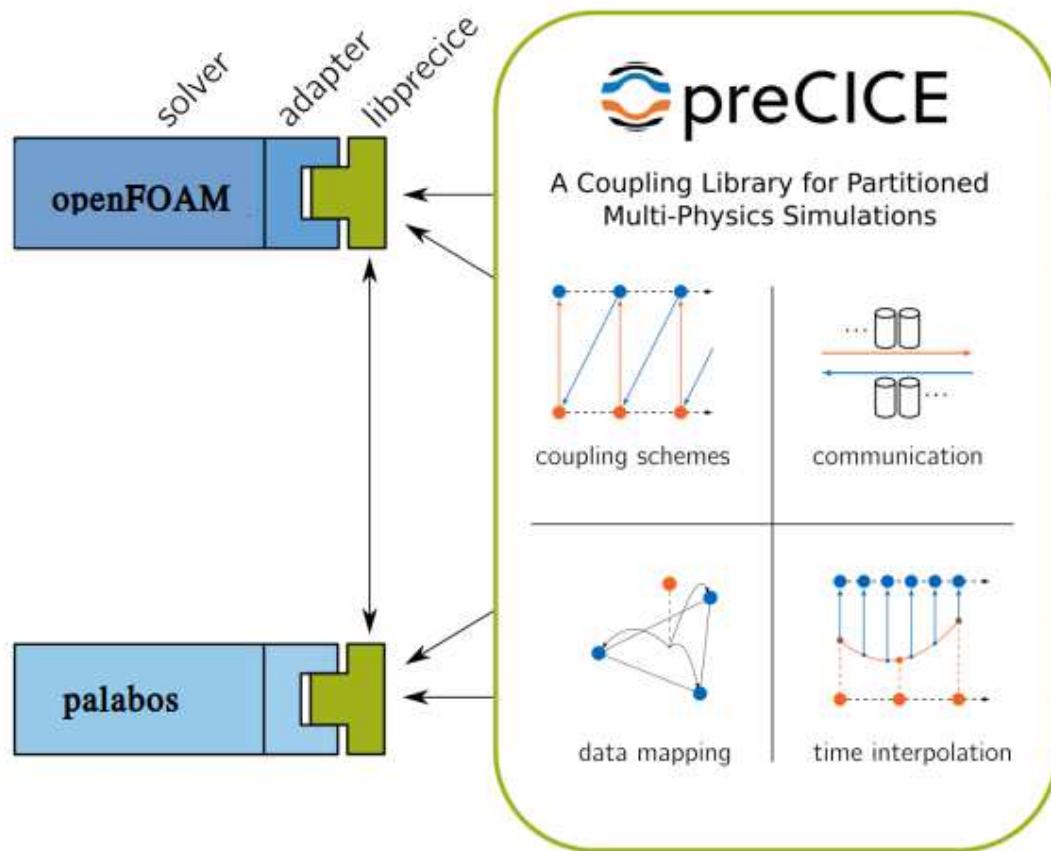 solver
adapter
libprecice
openFOAM
palabos
preCICE
A Coupling Library for Partitioned
Multi-Physics Simulations
coupling schemes
communication
data mapping
time interpolation